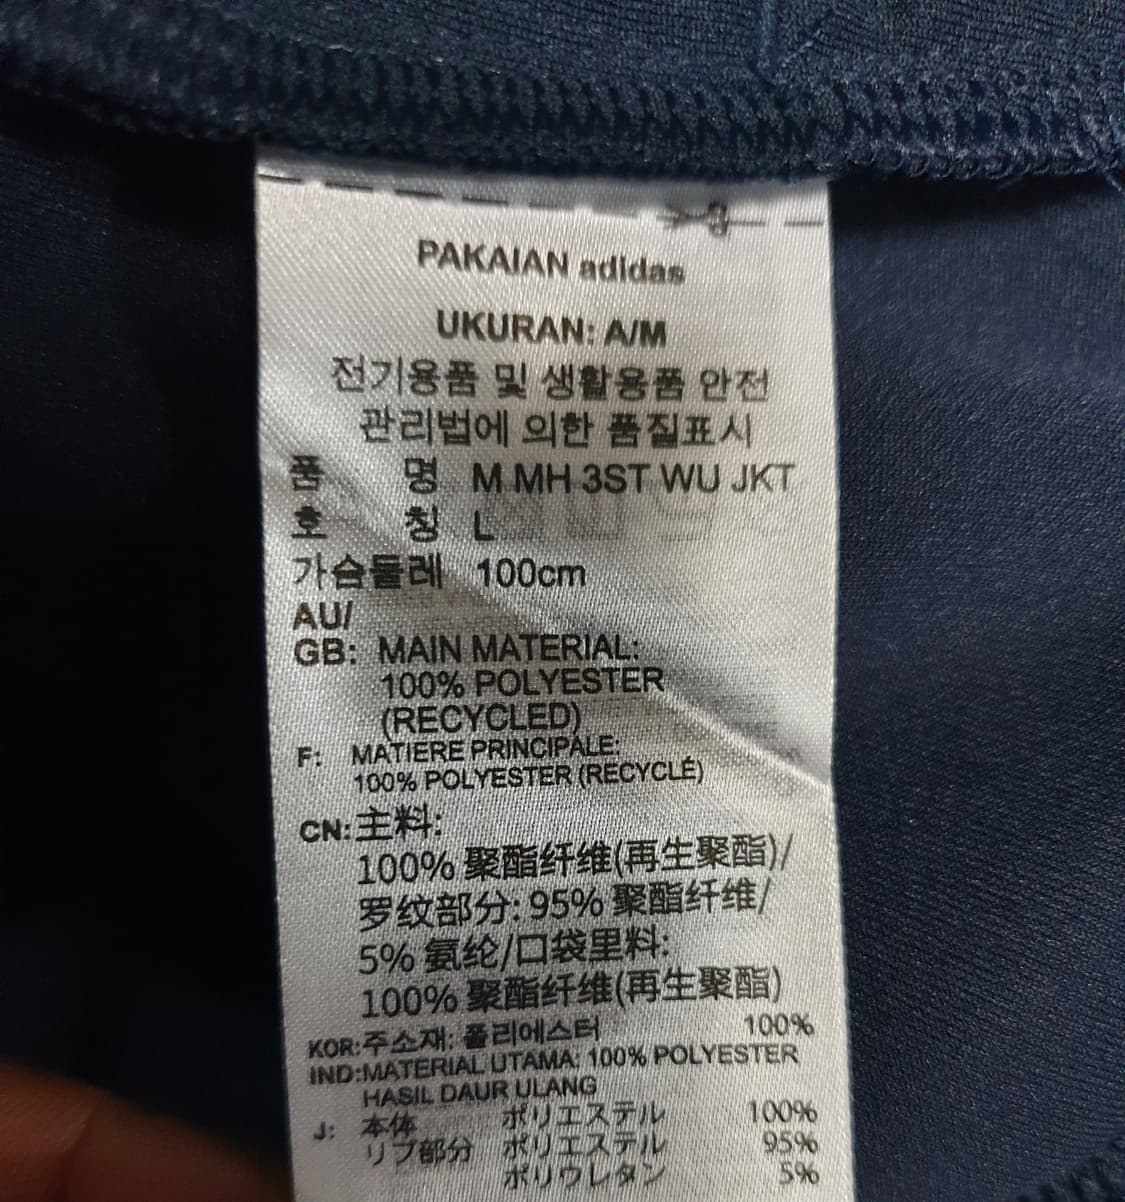 PAKAIAN adidas
UKURAN: A/M
전기용품 및 생활용품 안전
관리법에 의한 품질표시
품 명 M MH 3ST WU JKT
호 칭 L
가슴둘레 100cm
AU/
GB: MAIN MATERIAL:
100% POLYESTER
(RECYCLED)
F: MATIERE PRINCIPALE:
100% POLYESTER (RECYCLÉ)
CN: 主料:
100% 聚酯纤维(再生聚酯)/
罗纹部分: 95% 聚酯纤维/
5% 氨纶/口袋里料:
100% 聚酯纤维(再生聚酯)
KOR: 주소재: 폴리에스터 100%
IND: MATERIAL UTAMA: 100% POLYESTER
HASIL DAUR ULANG
J: 本体 ポリエステル 100%
リブ部分 ポリエステル 95%
ポリウレタン 5%